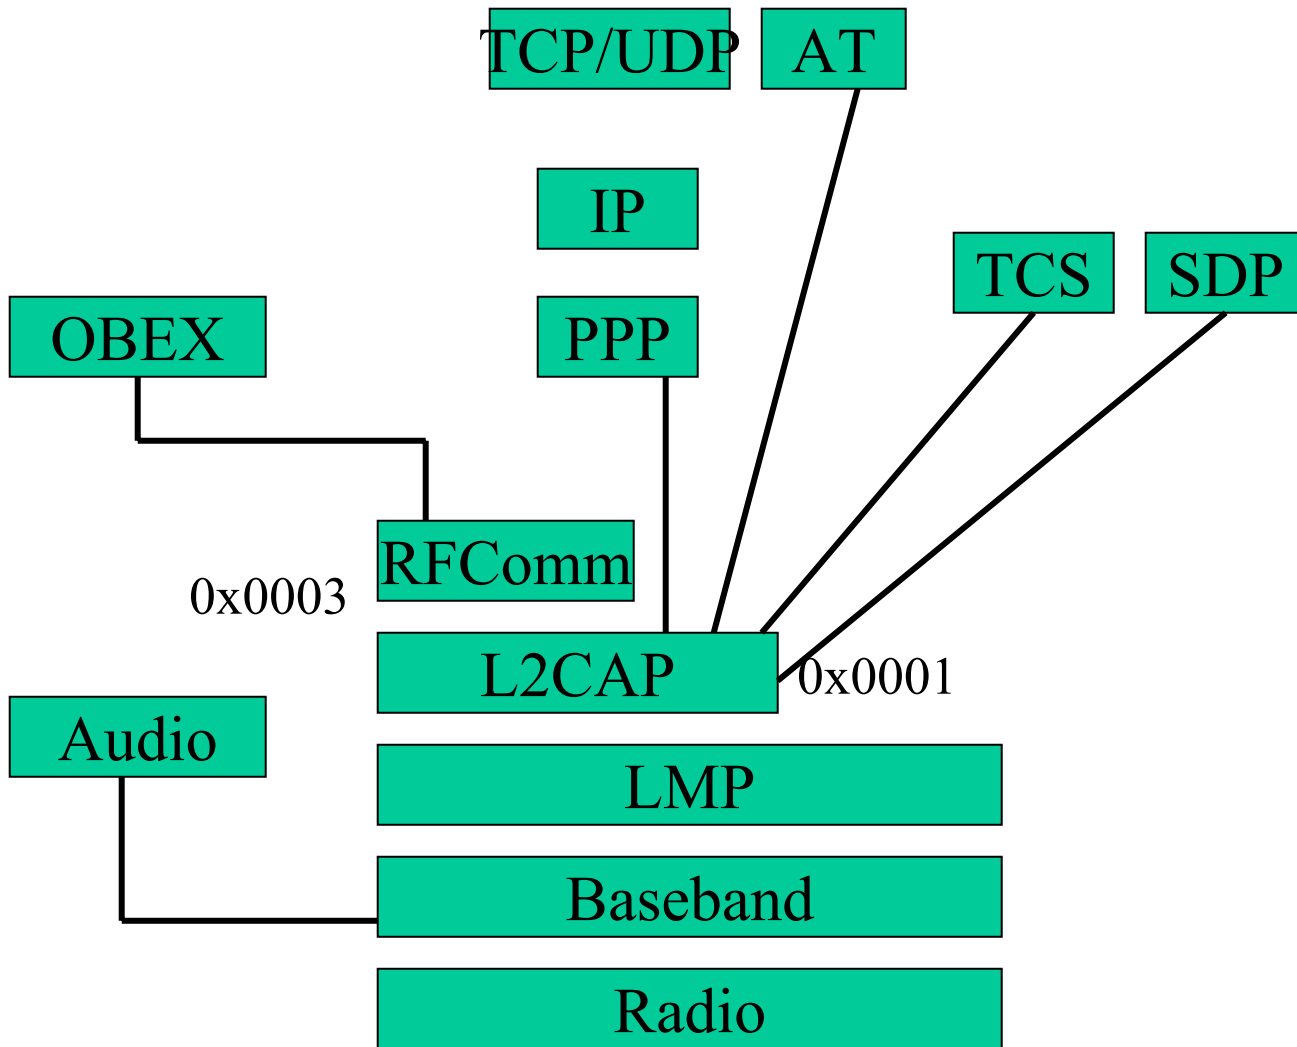 TCP/UDP
AT
IP
TCS
SDP
OBEX
PPP
RFComm
0x0003
L2CAP
0x0001
Audio
LMP
Baseband
Radio